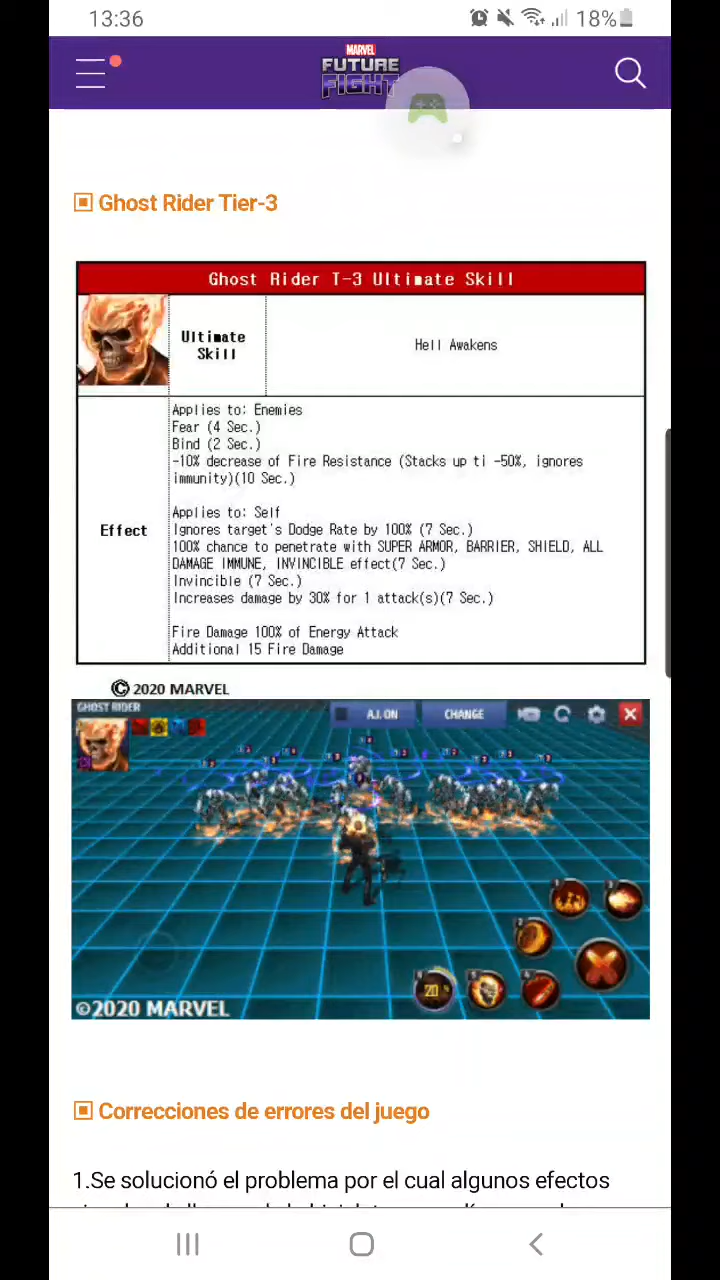 13:36
18%
MARVEL
FUTURE
FIGHT
Ghost Rider Tier-3
Ghost Rider T-3 Ultimate Skill
Ultimate
Skill
Hell Awakens
Effect
Applies to: Enemies
Fear (4 Sec.)
Bind (2 Sec.)
-10% decrease of Fire Resistance (Stacks up ti -50%, ignores
immunity)(10 Sec.)
Applies to: Self
Ignores target's Dodge Rate by 100% (7 Sec.)
100% chance to penetrate with SUPER ARMOR, BARRIER, SHIELD, ALL
DAMAGE IMMUNE, INVINCIBLE effect(7 Sec.)
Invincible (7 Sec.)
Increases damage by 30% for 1 attack(s)(7 Sec.)
Fire Damage 100% of Energy Attack
Additional 15 Fire Damage
© 2020 MARVEL
GHOST RIDER
A.I. ON
CHANGE
©2020 MARVEL
Correcciones de errores del juego
1.Se solucionó el problema por el cual algunos efectos